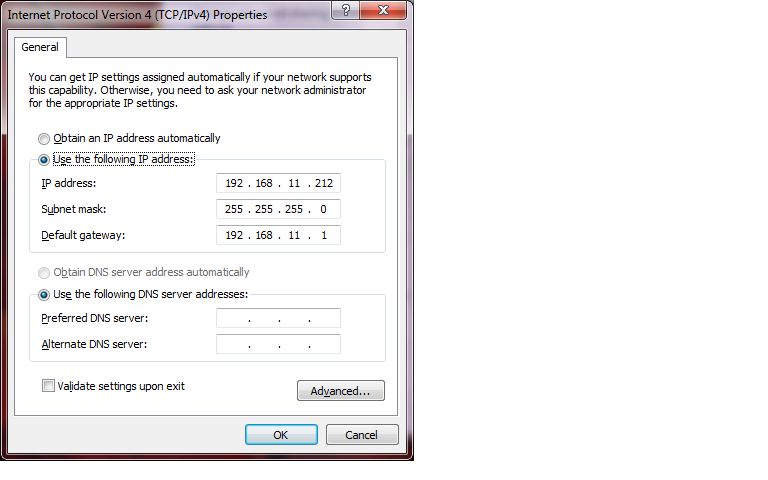 Internet Protocol Version 4 (TCP/IPv4) Properties
General
You can get IP settings assigned automatically if your network supports
this capability. Otherwise, you need to ask your network administrator
for the appropriate IP settings.
Obtain an IP address automatically
Use the following IP address:
IP address: 192 . 168 . 11 . 212
Subnet mask: 255 . 255 . 255 . 0
Default gateway: 192 . 168 . 11 . 1
Obtain DNS server address automatically
Use the following DNS server addresses:
Preferred DNS server: . . .
Alternate DNS server: . . .
Validate settings upon exit
Advanced...
OK Cancel